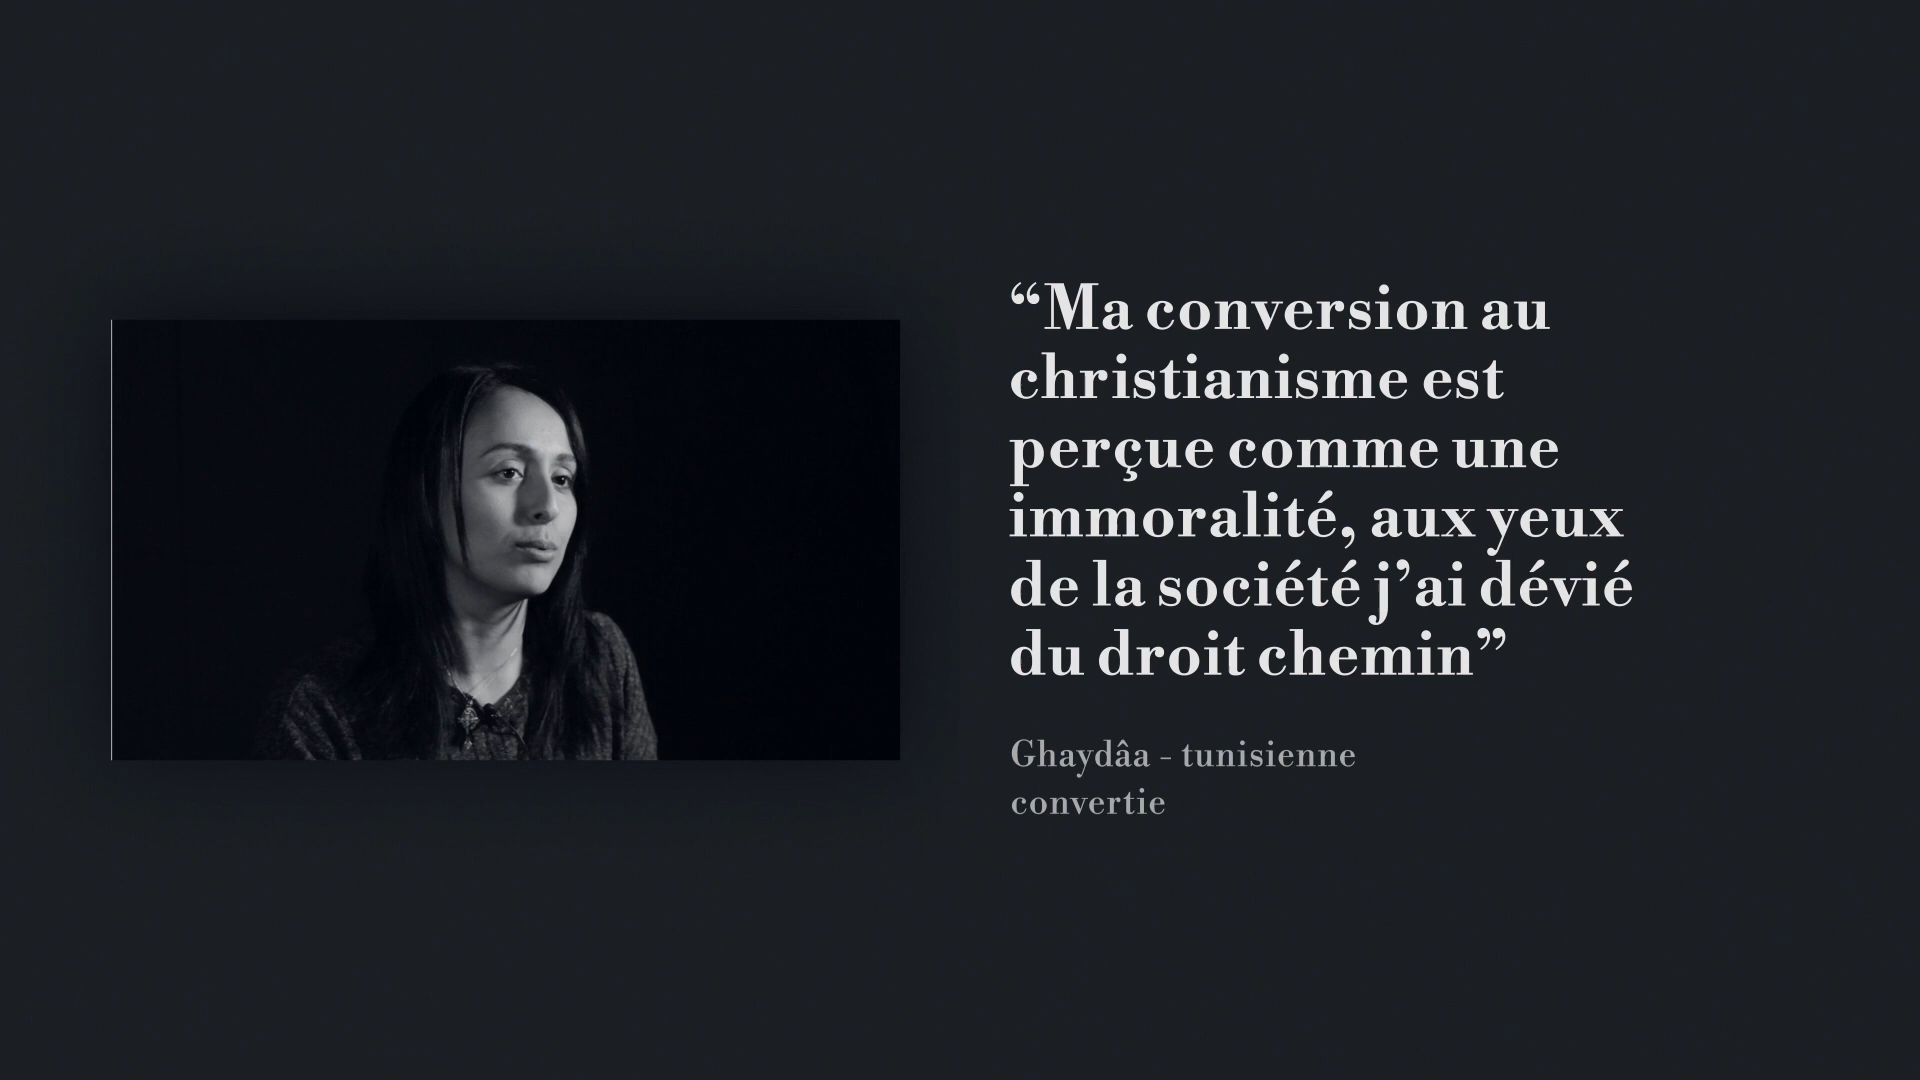 “Ma conversion au
christianisme est
perçue comme une
immoralité, aux yeux
de la société j’ai dévié
du droit chemin”
Ghaydâa - tunisienne
convertie